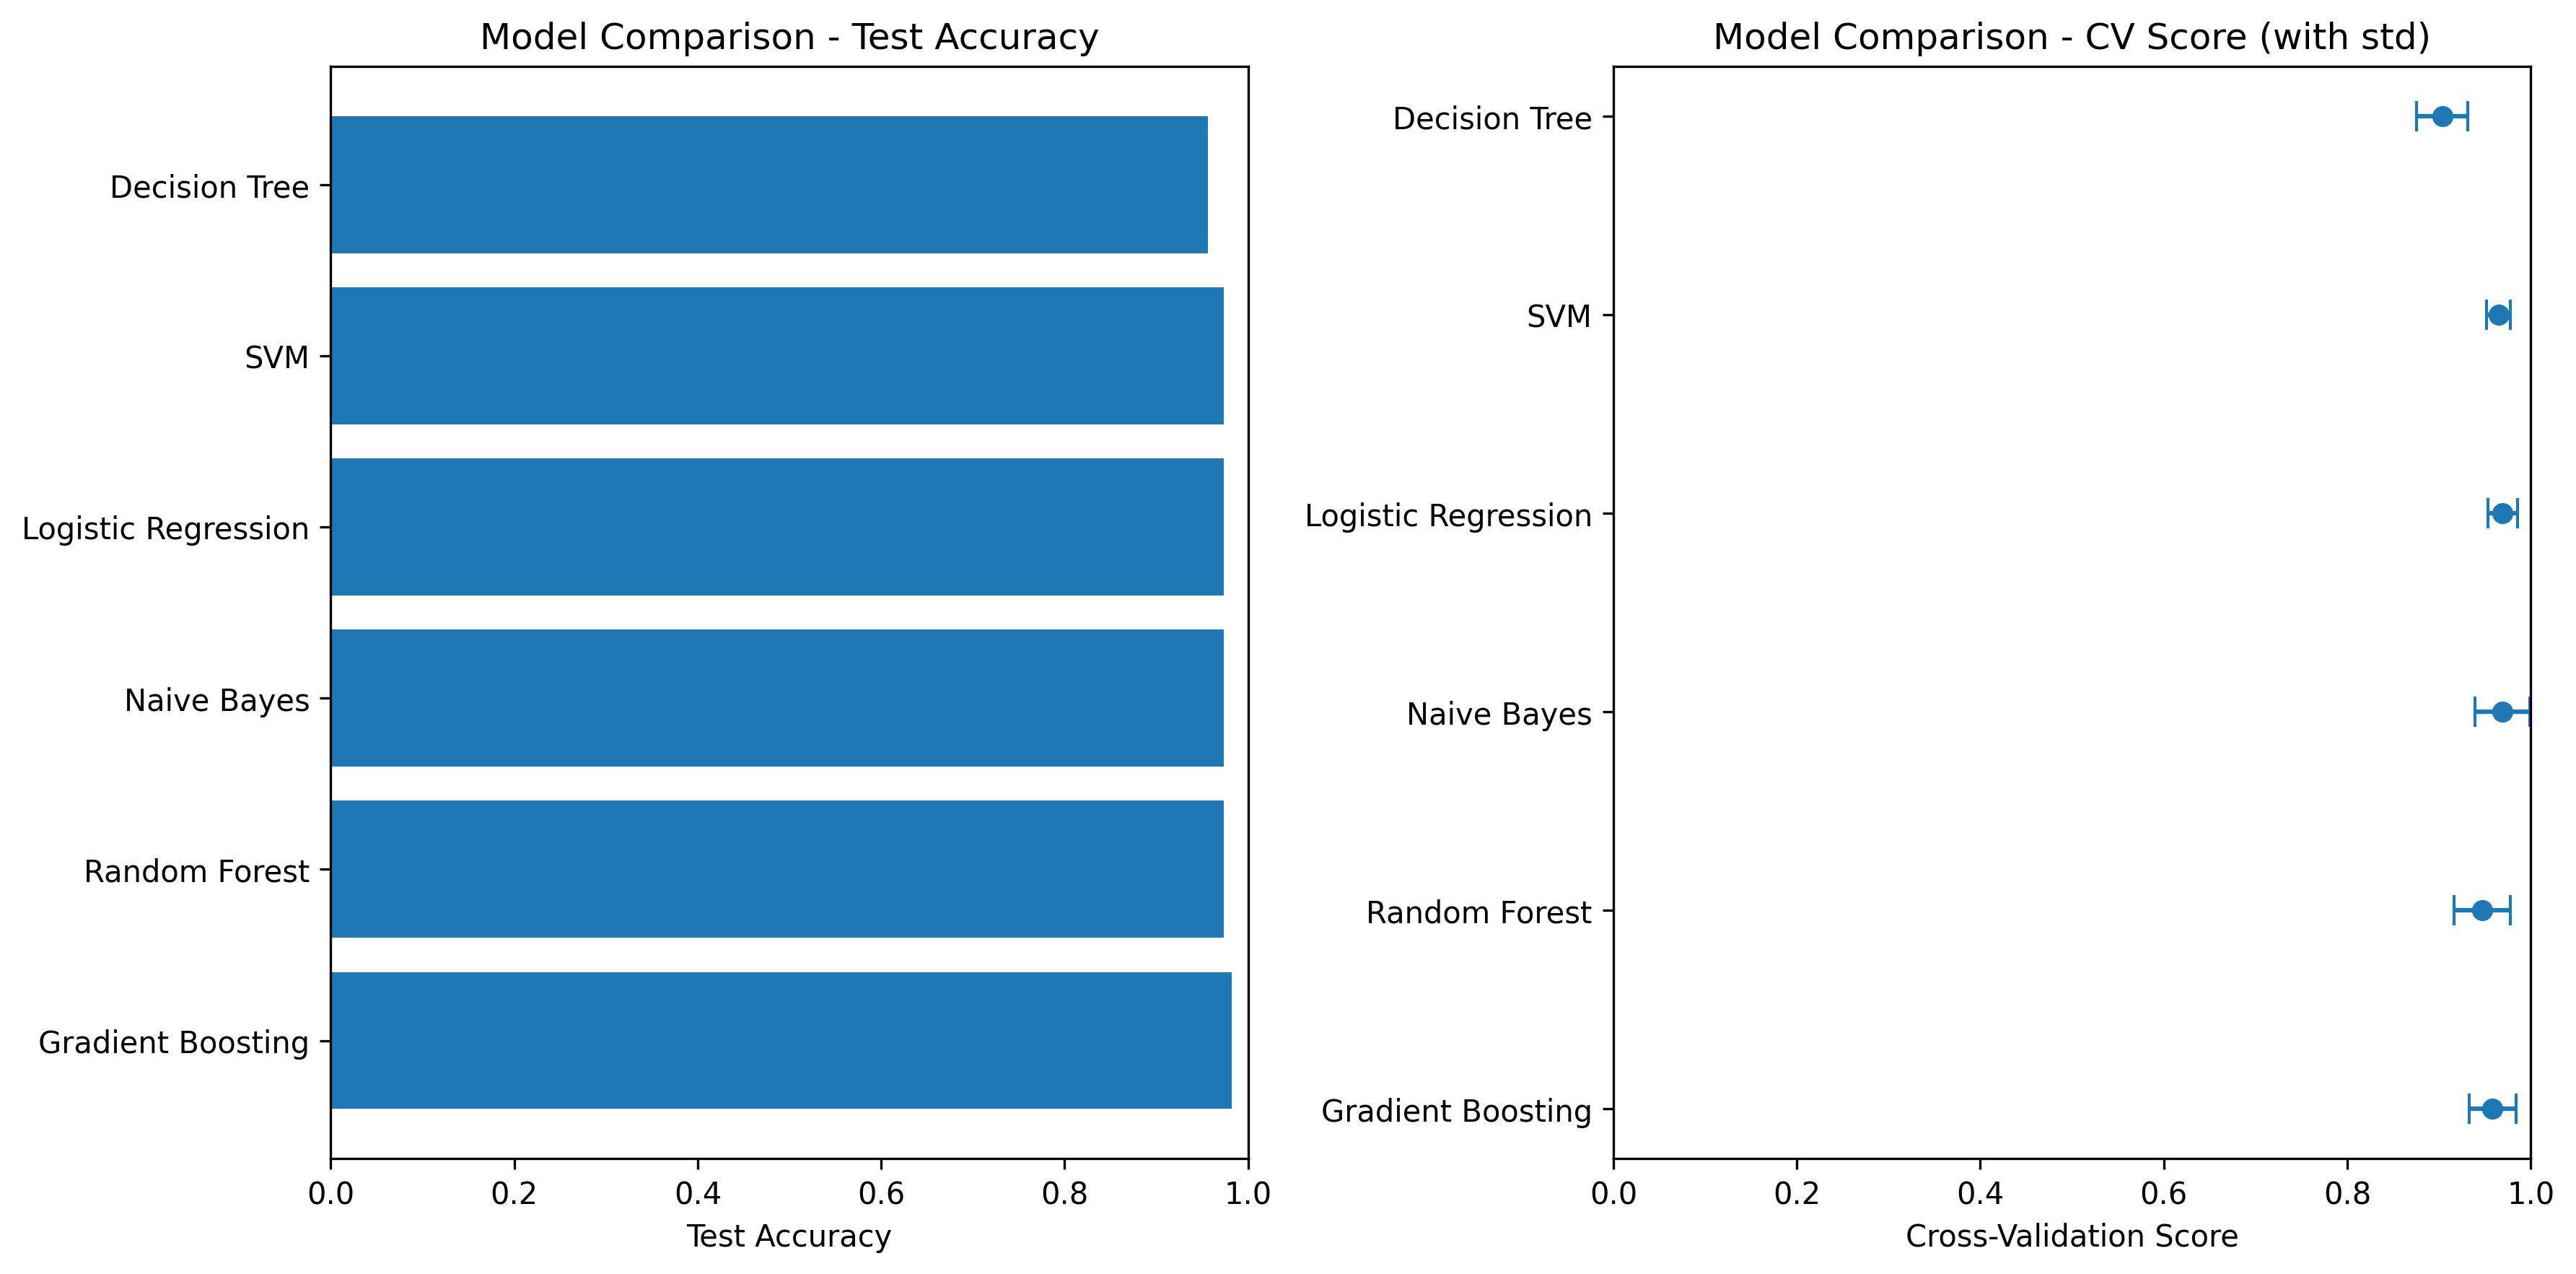 Model Comparison - Test Accuracy
Decision Tree
SVM
Logistic Regression
Naive Bayes
Random Forest
Gradient Boosting
0.0 0.2 0.4 0.6 0.8 1.0
Test Accuracy
Model Comparison - CV Score (with std)
Decision Tree
SVM
Logistic Regression
Naive Bayes
Random Forest
Gradient Boosting
0.0 0.2 0.4 0.6 0.8 1.0
Cross-Validation Score